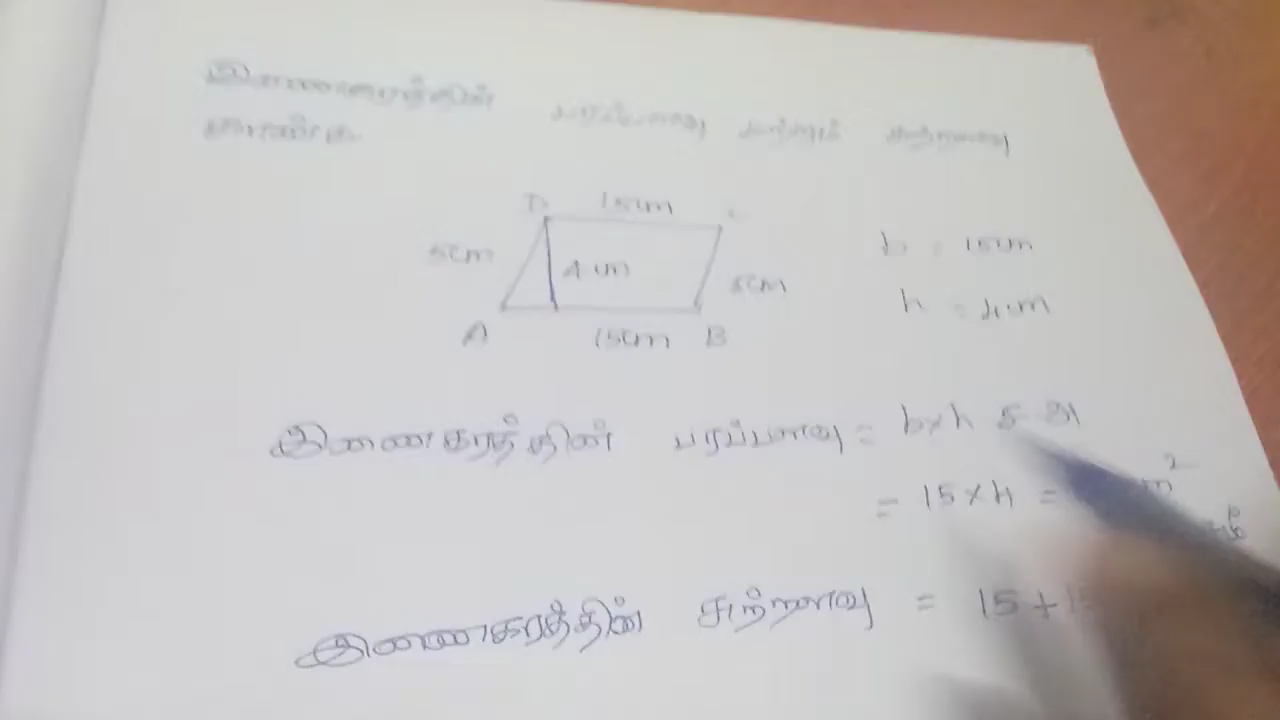 இணைகரத்தின் பரப்பளவு மற்றும் சுற்றளவு
காண்க
D 15cm
5cm 4cm 5cm
A 15cm B
b = 15cm
h = 4cm
இணைகரத்தின் பரப்பளவு = bxh ச.அ
= 15 x h =
இணைகரத்தின் சுற்றளவு = 15 +